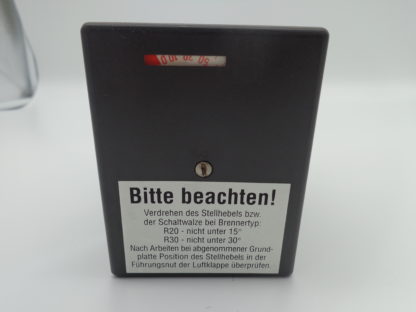 Bitte beachten!
Verdrehen des Stellhebels bzw.
der Schaltwalze bei Brennertyp:
R20 - nicht unter 15°
R30 - nicht unter 30°
Nach Arbeiten bei abgenommener Grund-
platte Position des Stellhebels in der
Führungsnut der Luftklappe überprüfen.